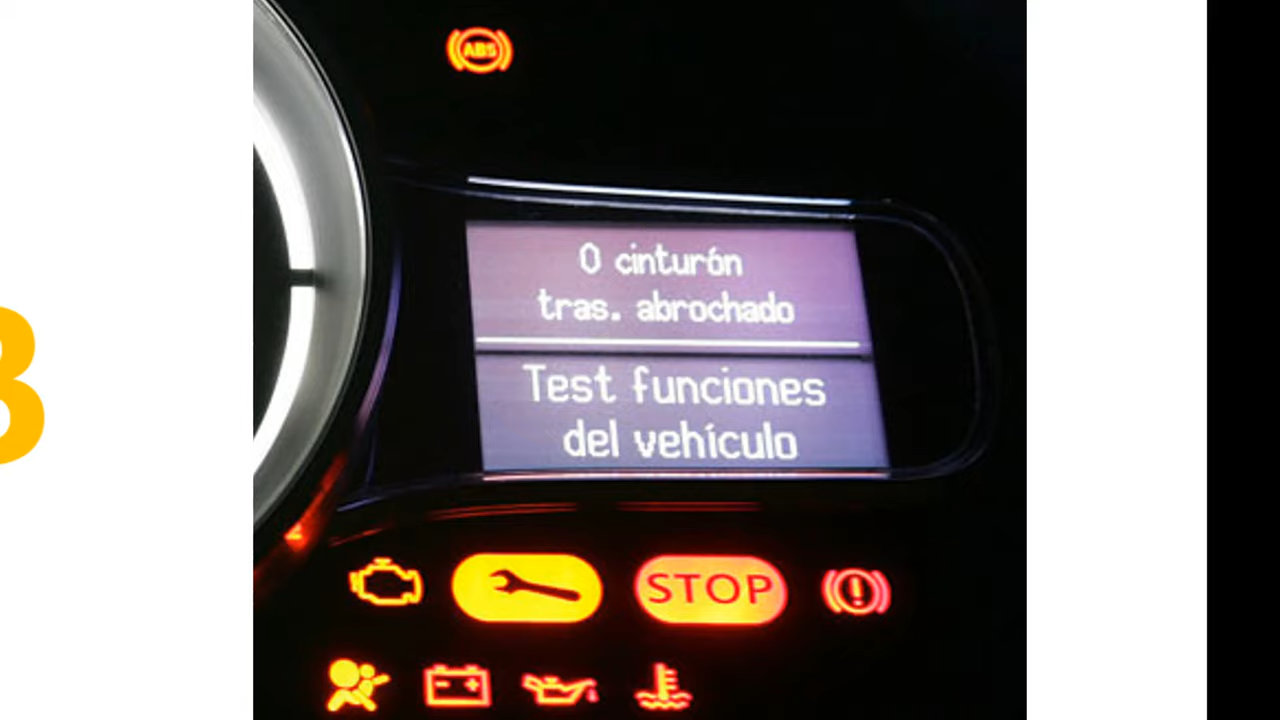 ABS
0 cinturón
tras. abrochado
Test funciones
del vehículo
STOP